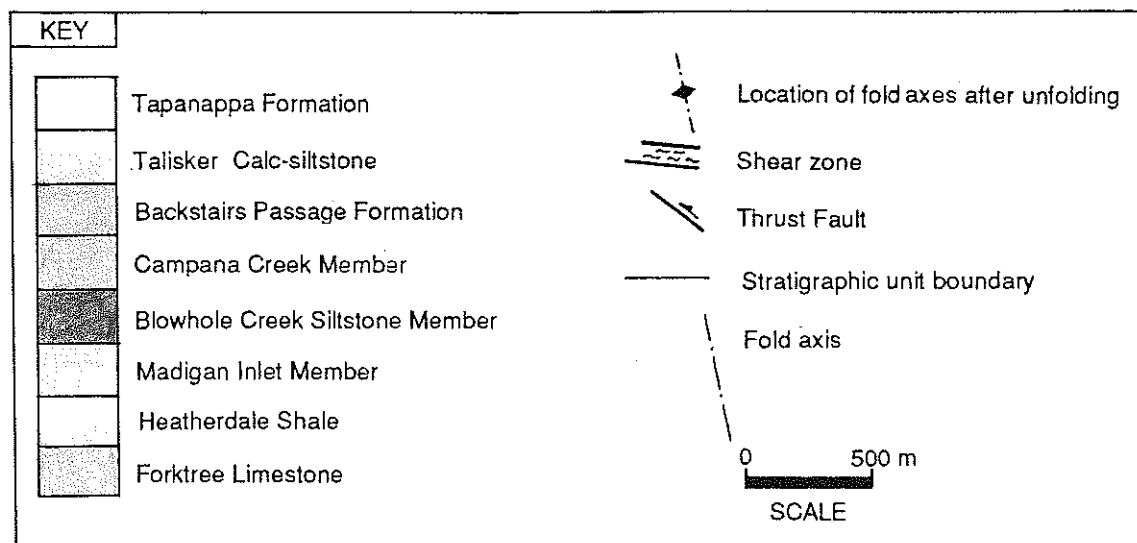 KEY
Tapanappa Formation
Talisker Calc-siltstone
Backstairs Passage Formation
Campana Creek Member
Blowhole Creek Siltstone Member
Madigan Inlet Member
Heatherdale Shale
Forktree Limestone
Location of fold axes after unfolding
Shear zone
Thrust Fault
Stratigraphic unit boundary
Fold axis
0 500 m
SCALE